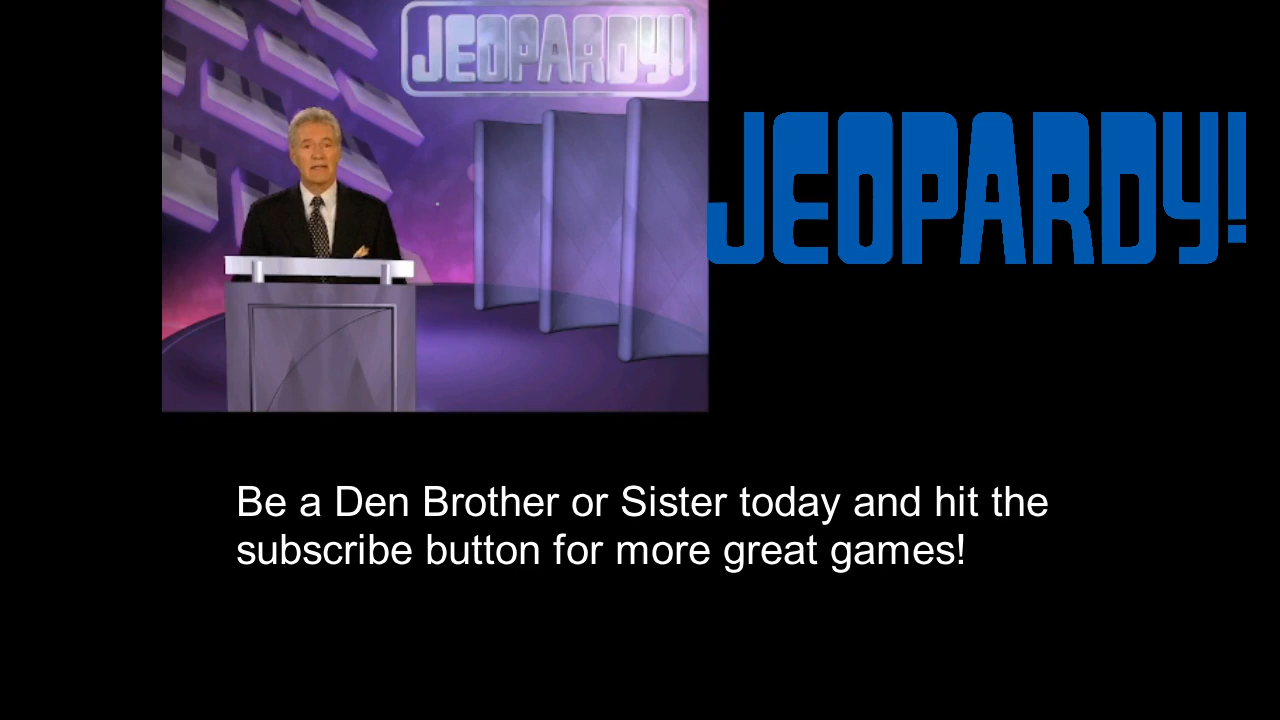 JEOPARDY!
JEOPARDY!
Be a Den Brother or Sister today and hit the
subscribe button for more great games!